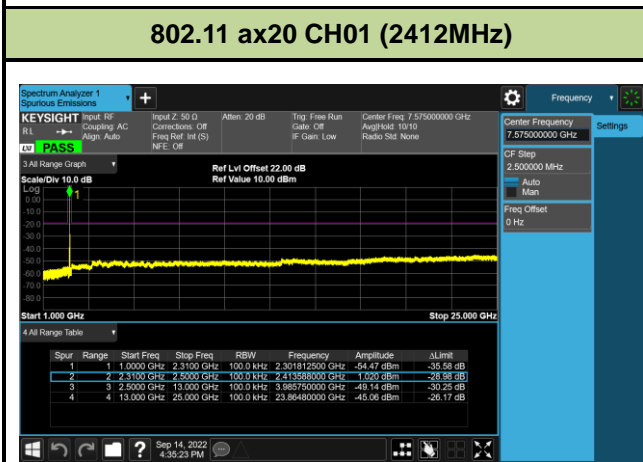 802.11 ax20 CH01 (2412MHz)
Spectrum Analyzer 1
Spurious Emissions
Frequency
KEYSIGHT Input: RF
RL
Coupling: AC
Align: Auto
Input Z: 50 Ω
Corrections: Off
Freq Ref: Int (S)
NFE: Off
Atten: 20 dB
Trig: Free Run
Gate: Off
IF Gain: Low
Center Freq: 7.575000000 GHz
Avg|Hold: 10/10
Radio Std: None
LXI PASS
Center Frequency
7.575000000 GHz
Settings
CF Step
2.500000 MHz
Auto
Man
Freq Offset
0 Hz
3 All Range Graph
Scale/Div 10.0 dB
Ref Lvl Offset 22.00 dB
Ref Value 10.00 dBm
Log
1
0.00
-10.0
-20.0
-30.0
-40.0
-50.0
-60.0
-70.0
-80.0
Start 1.000 GHz
Stop 25.000 GHz
4 All Range Table
Spur Range Start Freq Stop Freq RBW Frequency Amplitude ΔLimit
1 1 1.0000 GHz 2.3100 GHz 100.0 kHz 2.301812500 GHz -54.47 dBm -35.58 dB
2 2 2.3100 GHz 2.5000 GHz 100.0 kHz 2.413588000 GHz 1.020 dBm -28.98 dB
3 3 2.5000 GHz 13.000 GHz 100.0 kHz 3.985750000 GHz -49.14 dBm -30.25 dB
4 4 13.000 GHz 25.000 GHz 100.0 kHz 23.86480000 GHz -45.06 dBm -26.17 dB
Sep 14, 2022
4:35:23 PM